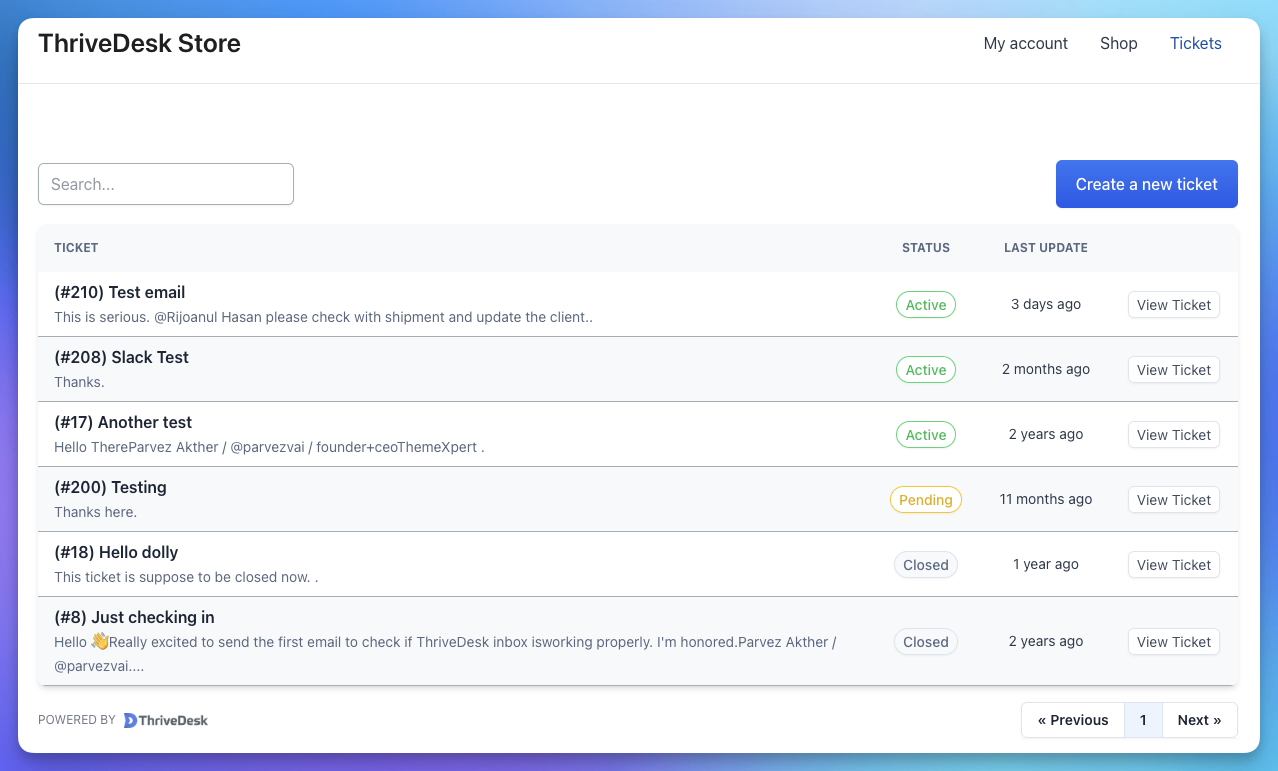 ThriveDesk Store
My account Shop Tickets
Search...
Create a new ticket
TICKET STATUS LAST UPDATE
(#210) Test email
This is serious. @Rijoanul Hasan please check with shipment and update the client..
Active 3 days ago View Ticket
(#208) Slack Test
Thanks.
Active 2 months ago View Ticket
(#17) Another test
Hello ThereParvez Akther / @parvezvai / founder+ceoThemeXpert .
Active 2 years ago View Ticket
(#200) Testing
Thanks here.
Pending 11 months ago View Ticket
(#18) Hello dolly
This ticket is suppose to be closed now. .
Closed 1 year ago View Ticket
(#8) Just checking in
Hello 👋Really excited to send the first email to check if ThriveDesk inbox isworking properly. I'm honored.Parvez Akther /
@parvezvai....
Closed 2 years ago View Ticket
POWERED BY ThriveDesk
« Previous 1 Next »